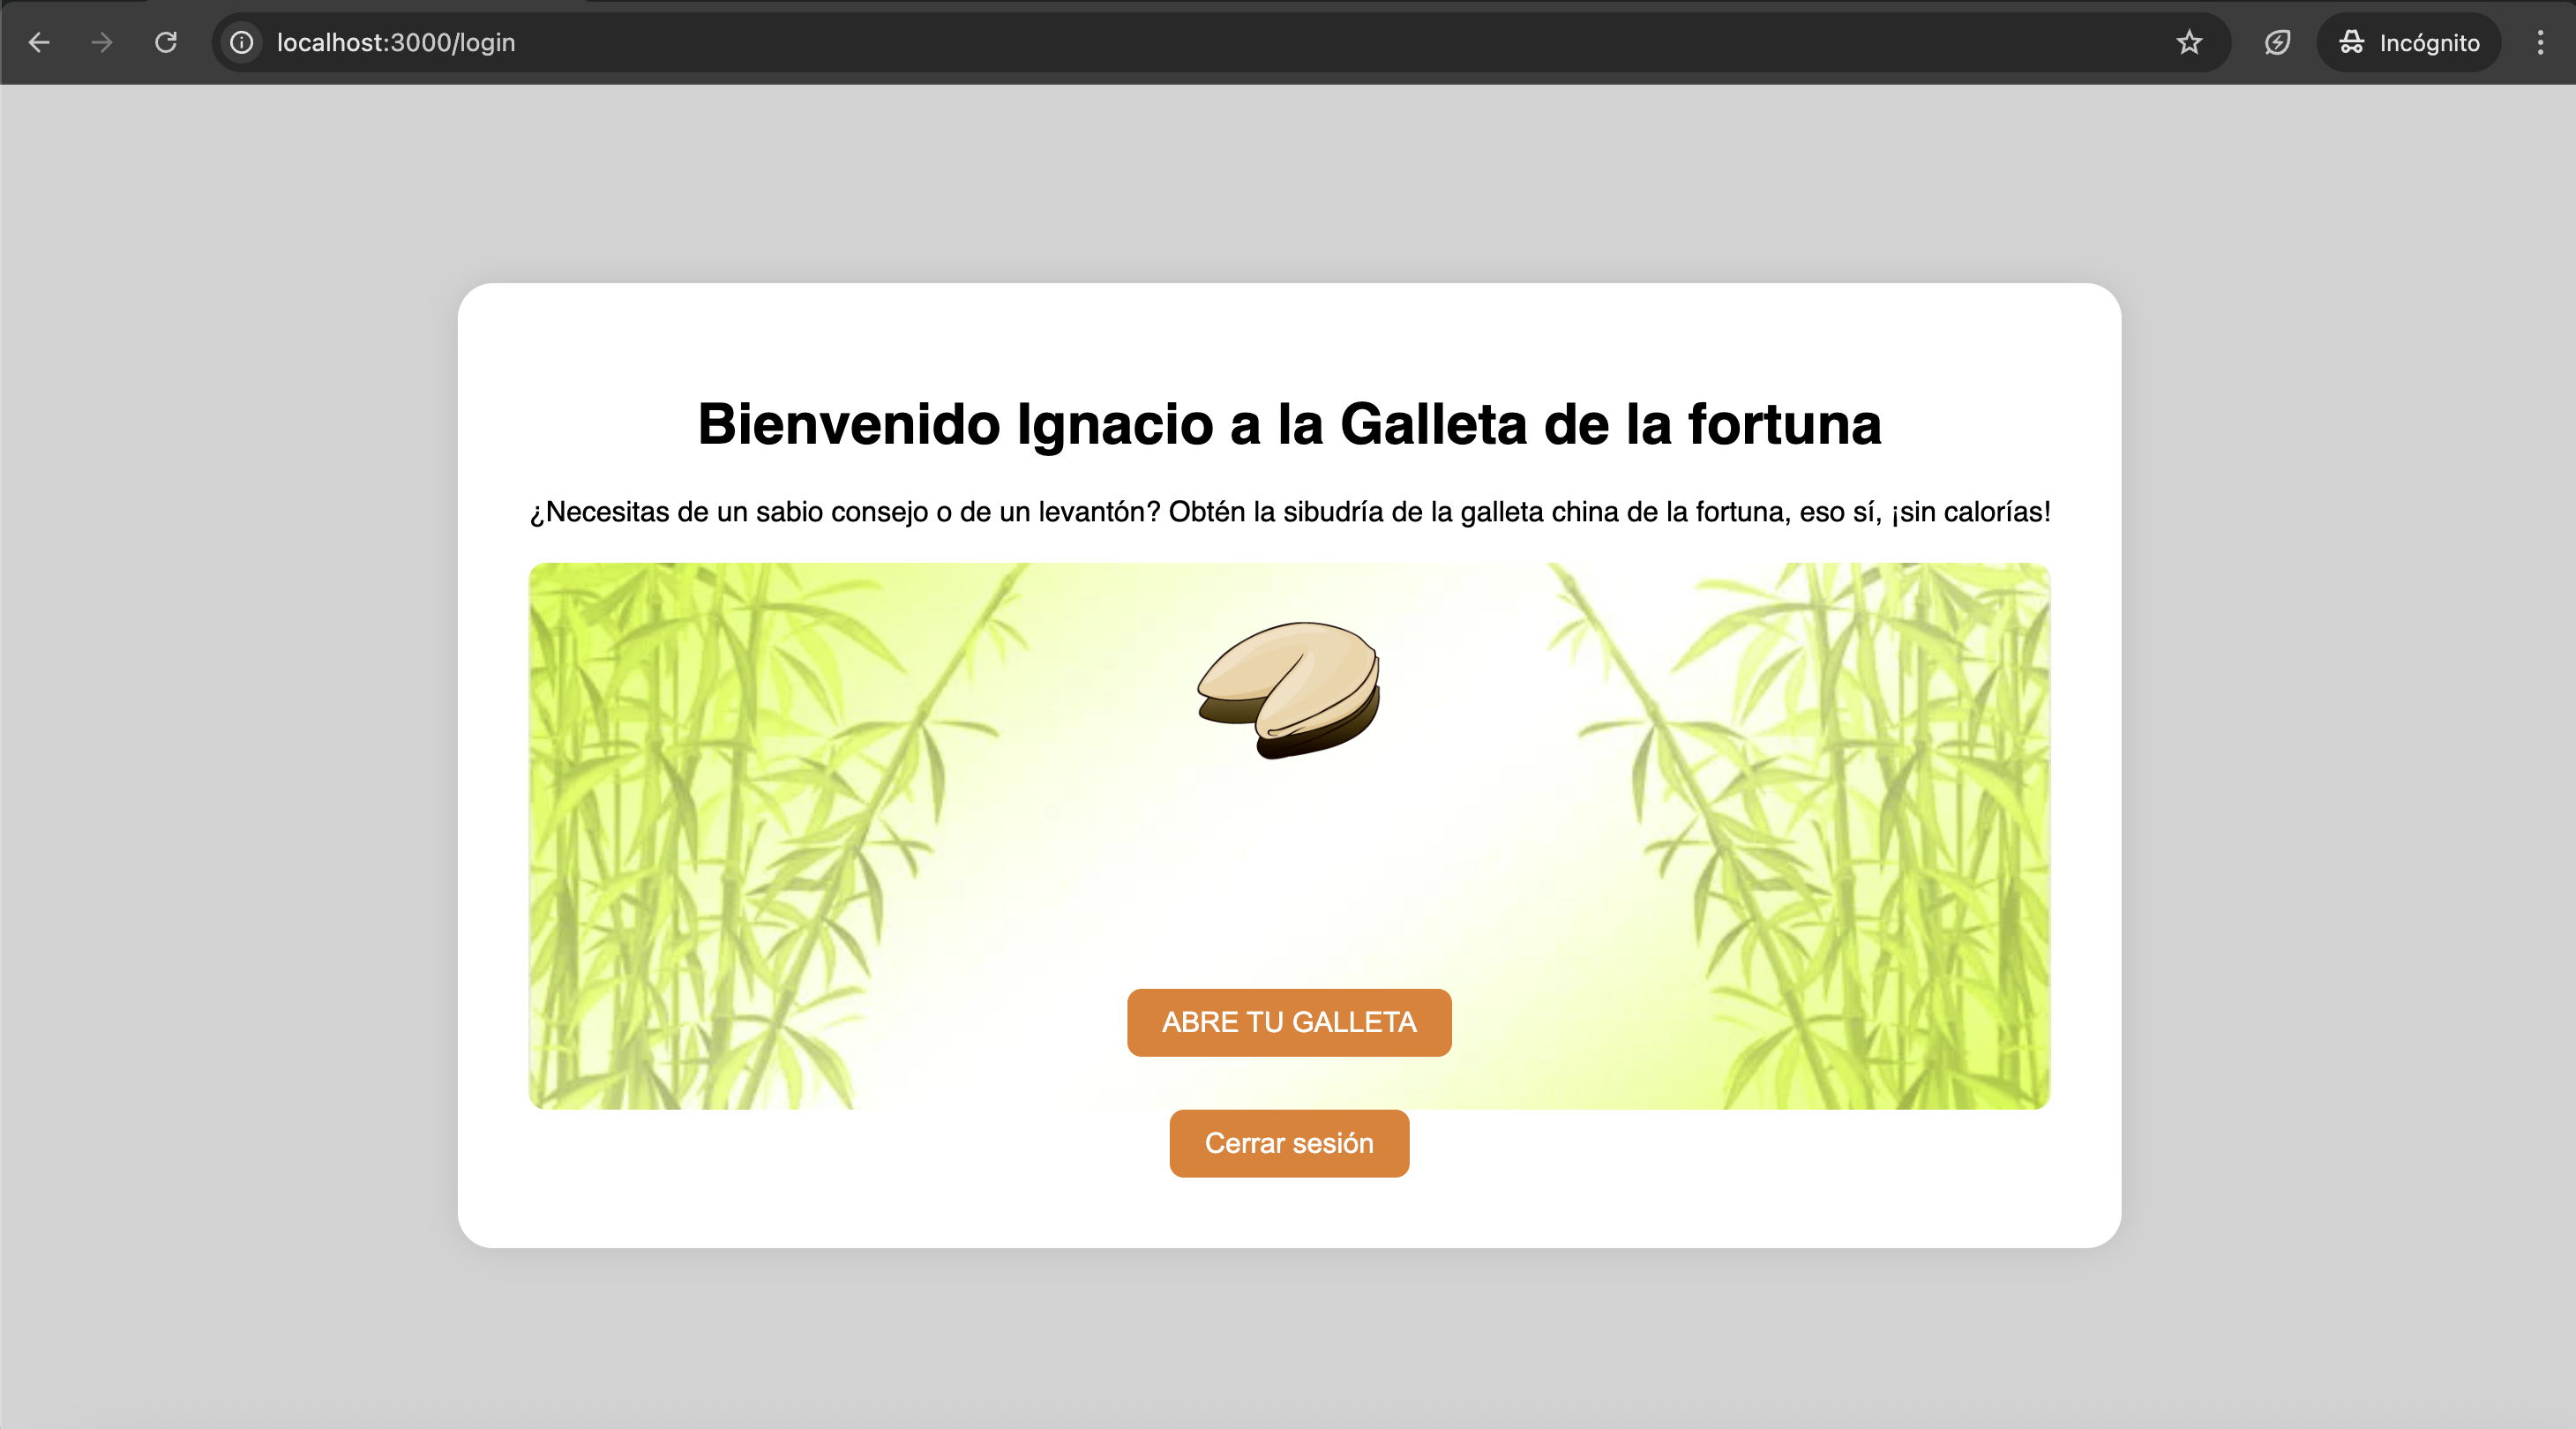 localhost:3000/login
Incógnito
Bienvenido Ignacio a la Galleta de la fortuna
¿Necesitas de un sabio consejo o de un levantón? Obtén la sibudría de la galleta china de la fortuna, eso sí, ¡sin calorías!
ABRE TU GALLETA
Cerrar sesión